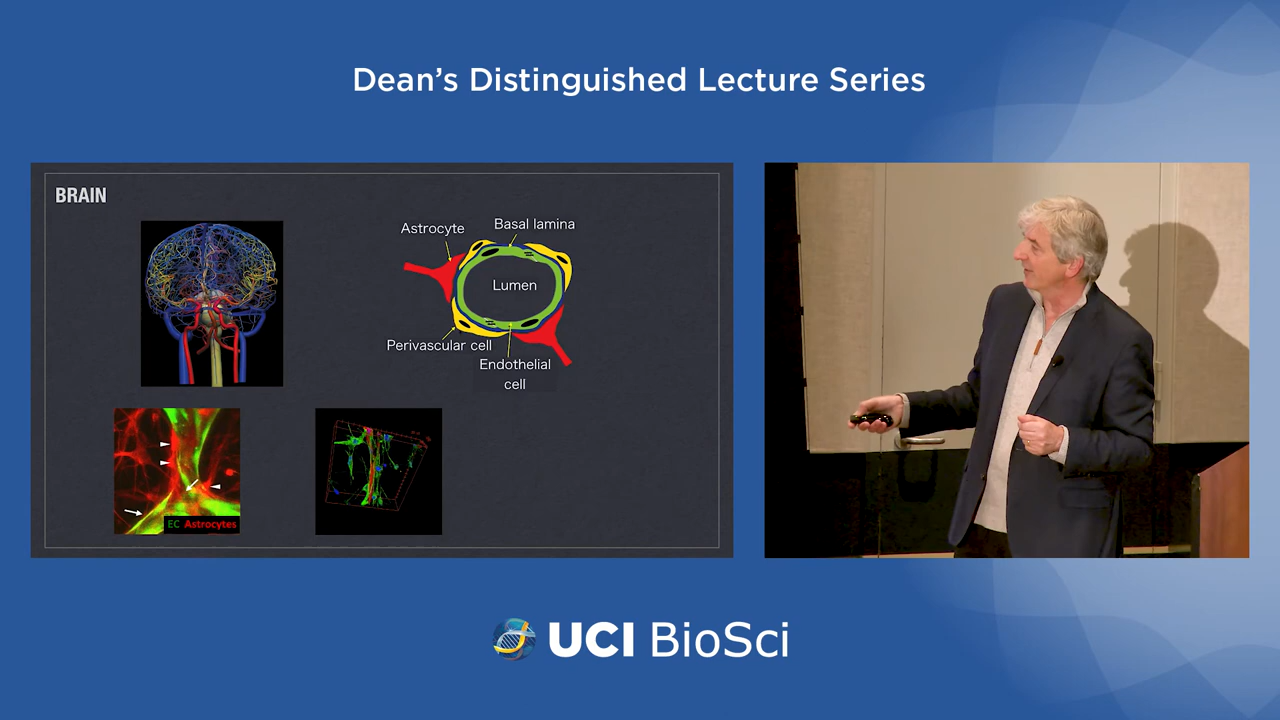 Dean’s Distinguished Lecture Series
BRAIN
Astrocyte
Basal lamina
Lumen
Perivascular cell
Endothelial
cell
EC Astrocytes
UCI BioSci